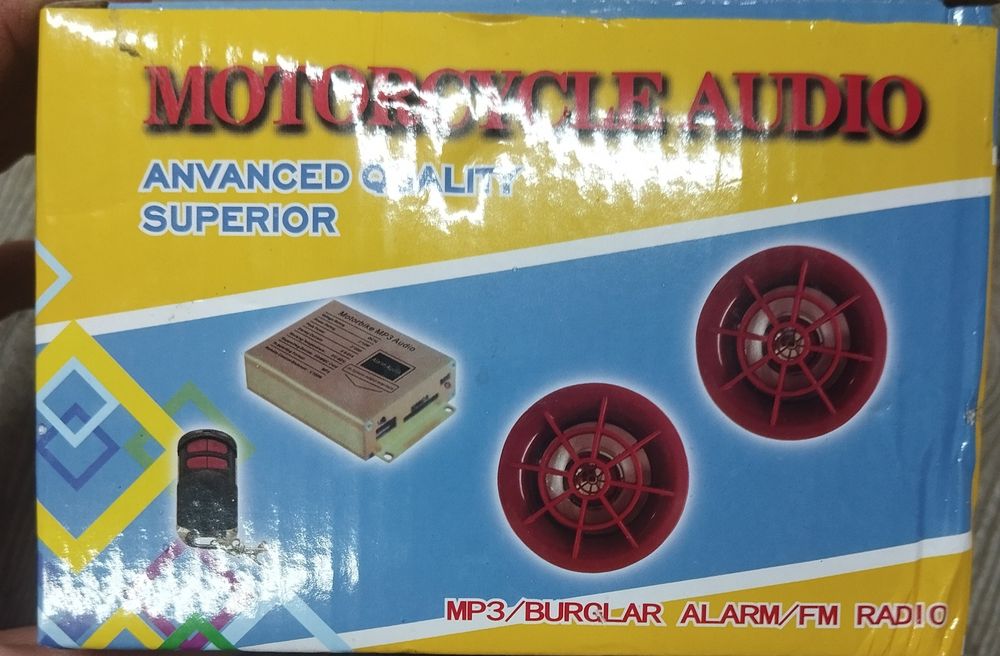 MOTORCYCLE AUDIO
ANVANCED QUALITY
SUPERIOR
Motorbike MP3 Audio
MP3/BURGLAR ALARM/FM RADIO